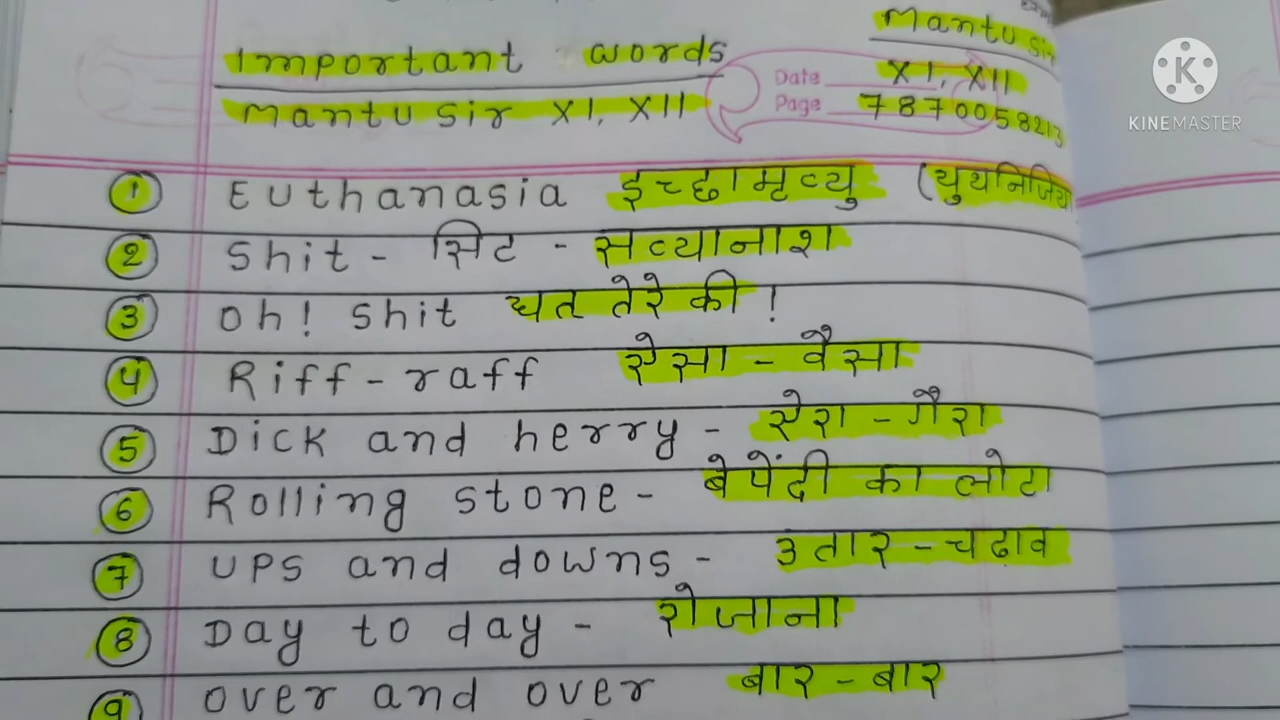 Important words
Mantu Sir XI, XII
Mantu Sir
Date XI, XII
Page 7870058213
KINEMASTER
① Euthanasia इच्छामृत्यु (युथनिजिया
② Shit - सिट - सत्यानाश
③ Oh! Shit धत तेरे की !
④ Riff-raff ऐसा - वैसा
⑤ Dick and herry - ऐरा - गैरा
⑥ Rolling stone - बेपेंदी का लोटा
⑦ Ups and downs - उतार - चढ़ाव
⑧ Day to day - रोजाना
⑨ Over and over बार - बार